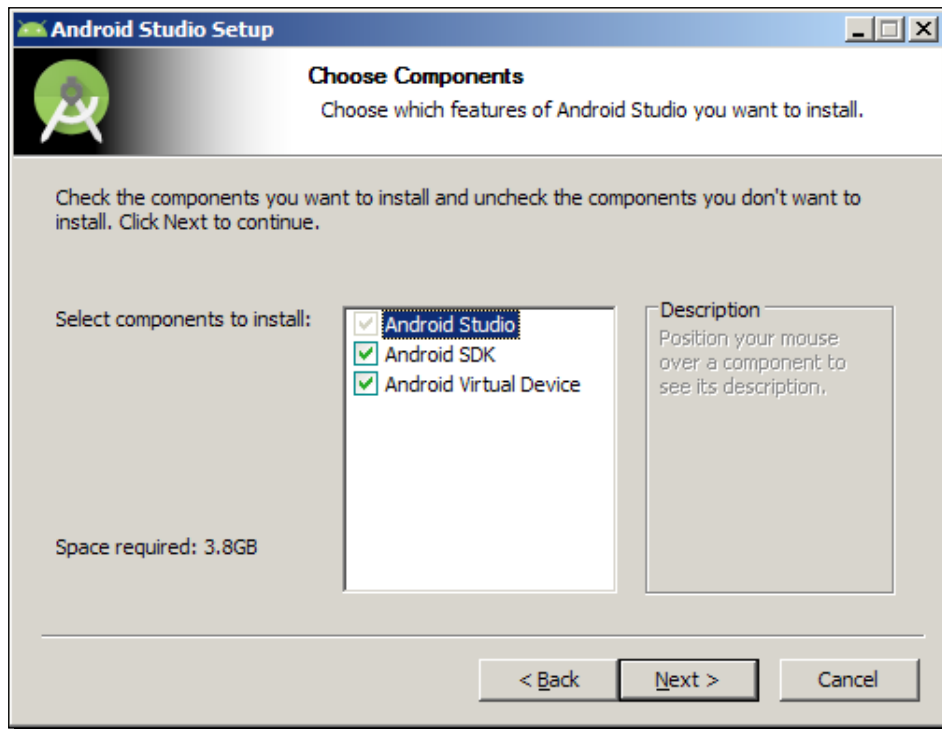 Android Studio Setup
Choose Components
Choose which features of Android Studio you want to install.
Check the components you want to install and uncheck the components you don't want to
install. Click Next to continue.
Select components to install:
Android Studio
Android SDK
Android Virtual Device
Description
Position your mouse
over a component to
see its description.
Space required: 3.8GB
< Back
Next >
Cancel